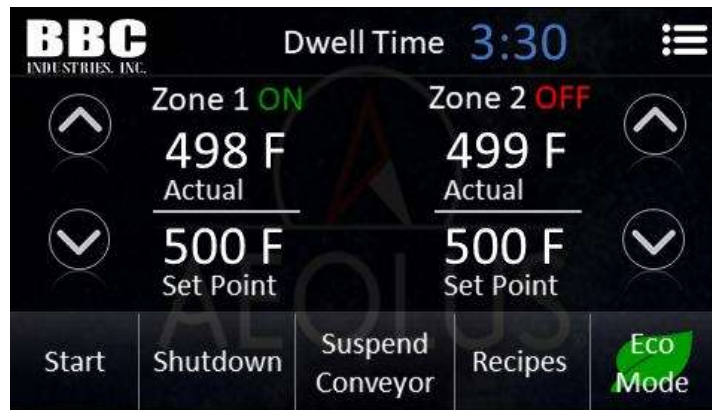 BBC
INDUSTRIES, INC.
Dwell Time 3:30
Zone 1 ON
Zone 2 OFF
498 F
Actual
499 F
Actual
500 F
Set Point
500 F
Set Point
AEOLUS
Start
Shutdown
Suspend
Conveyor
Recipes
Eco
Mode